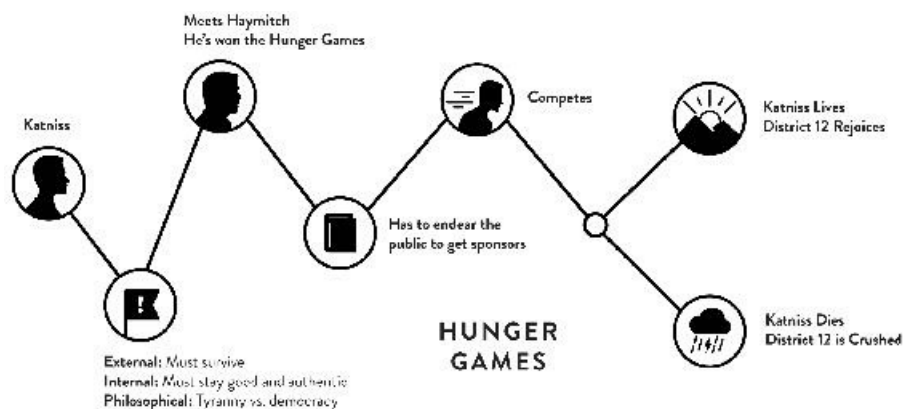 Katniss
Meets Haymitch
He's won the Hunger Games
External: Must survive
Internal: Must stay good and authentic
Philosophical: Tyranny vs. democracy
Has to endear the
public to get sponsors
Competes
HUNGER
GAMES
Katniss Lives
District 12 Rejoices
Katniss Dies
District 12 is Crushed